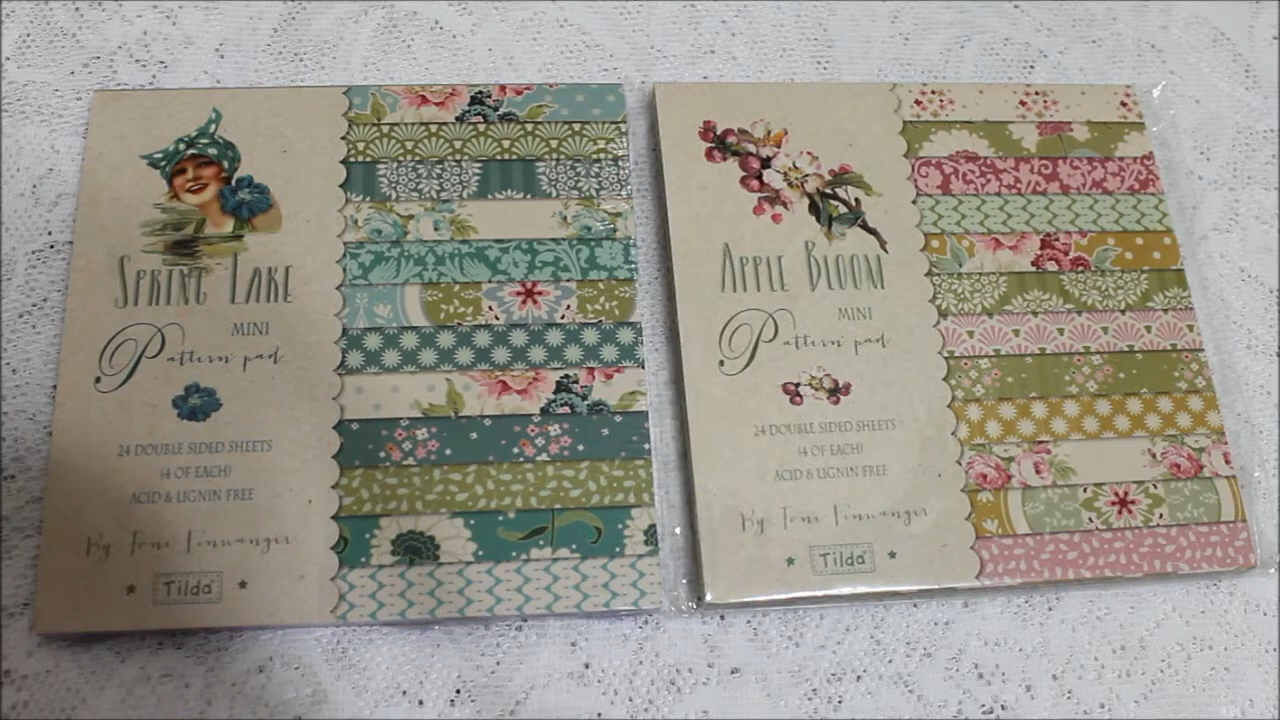 SPRING LAKE
MINI
Pattern pad
24 DOUBLE SIDED SHEETS
(4 OF EACH)
ACID & LIGNIN FREE
By Tone Finnanger
Tilda
APPLE BLOOM
MINI
Pattern pad
24 DOUBLE SIDED SHEETS
(4 OF EACH)
ACID & LIGNIN FREE
By Tone Finnanger
Tilda